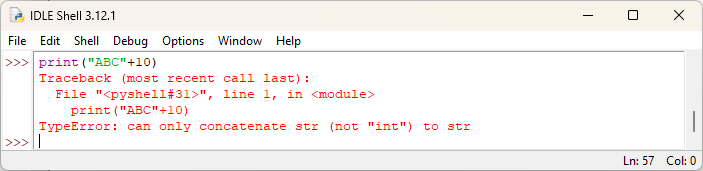 IDLE Shell 3.12.1
File Edit Shell Debug Options Window Help
>>> print("ABC"+10)
Traceback (most recent call last):
  File "<pyshell#31>", line 1, in <module>
    print("ABC"+10)
TypeError: can only concatenate str (not "int") to str
>>>
Ln: 57 Col: 0